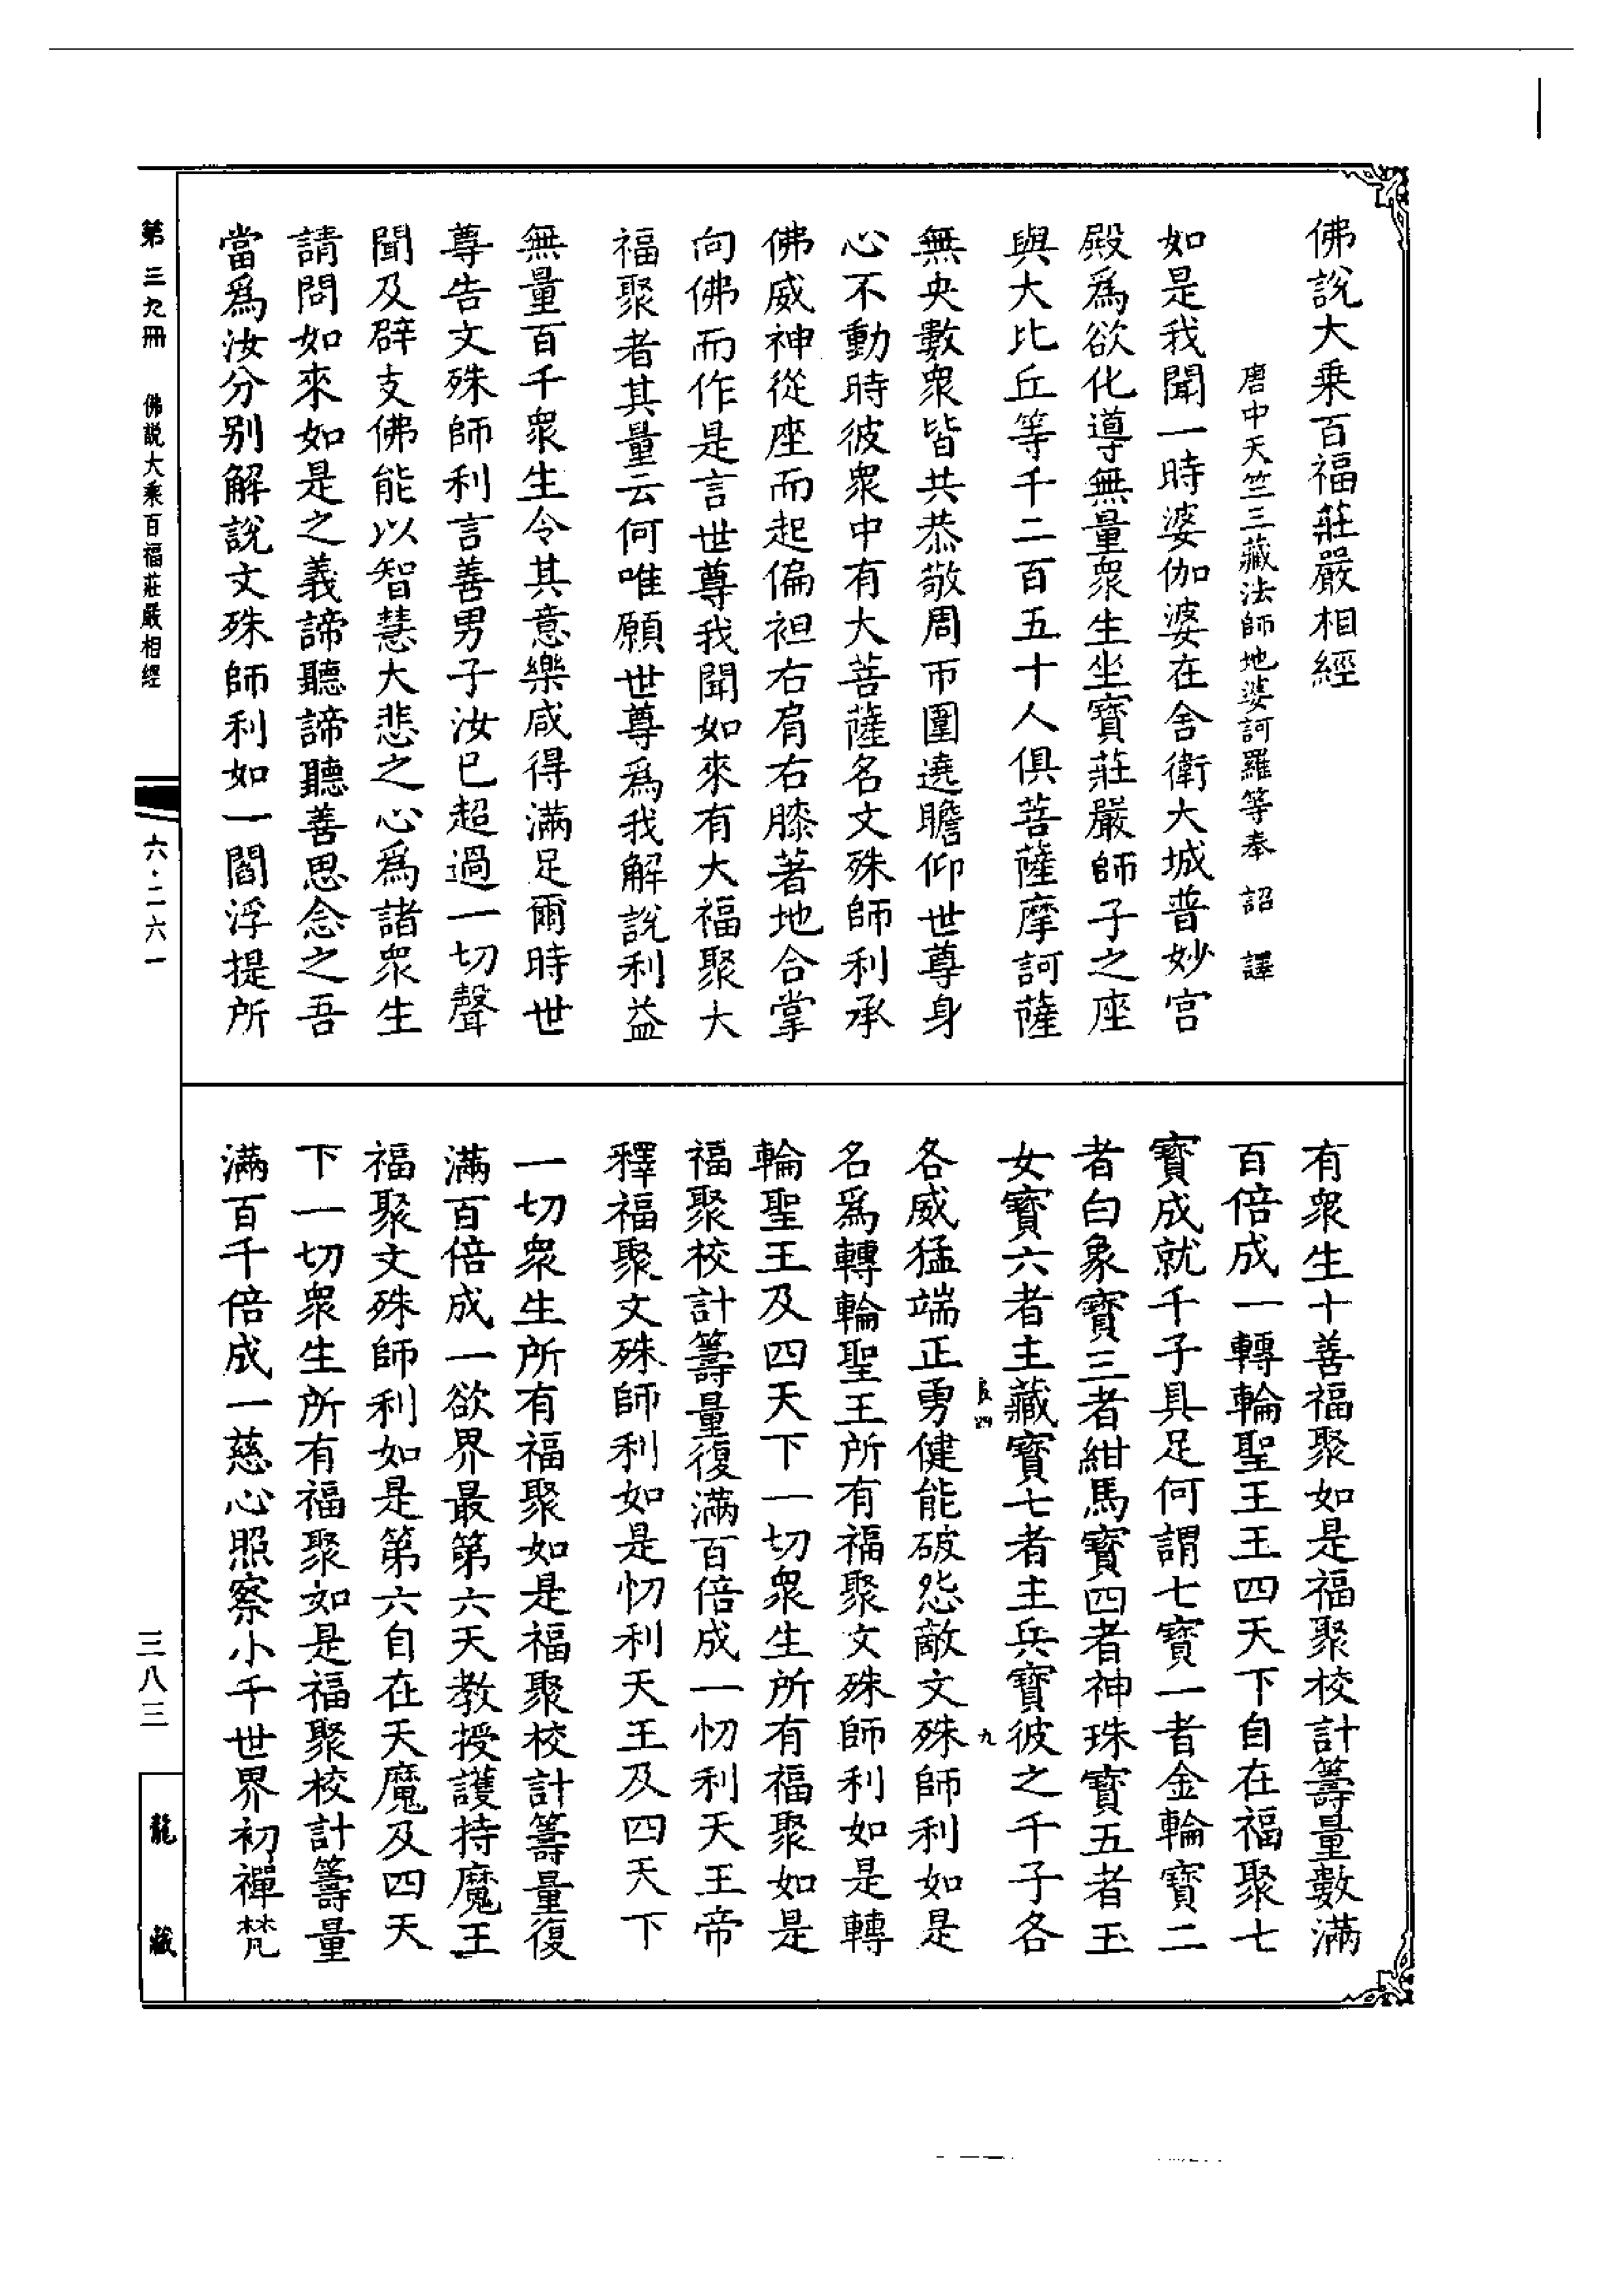 佛說大乘百福莊嚴相經
唐中天竺三藏法師地婆訶羅等奉 詔 譯
如是我聞一時婆伽婆在舍衛大城普妙宮
殿爲欲化導無量衆生坐寶莊嚴師子之座
與大比丘等千二百五十人俱菩薩摩訶薩
無央數衆皆共恭敬周帀圍遶瞻仰世尊身
心不動時彼衆中有大菩薩名文殊師利承
佛威神從座而起偏袒右肩右膝著地合掌
向佛而作是言世尊我聞如來有大福聚大
福聚者其量云何唯願世尊爲我解說利益
無量百千衆生令其意樂咸得滿足爾時世
尊告文殊師利言善男子汝已超過一切聲
聞及辟支佛能以智慧大悲之心爲諸衆生
請問如來如是之義諦聽諦聽善思念之吾
當爲汝分別解說文殊師利如一閻浮提所
有衆生十善福聚如是福聚校計籌量數滿
百倍成一轉輪聖王王四天下自在福聚七
寶成就千子具足何謂七寶一者金輪寶二
者白象寶三者紺馬寶四者神珠寶五者玉
女寶六者主藏寶七者主兵寶彼之千子各
九
各威猛端正勇健能破怨敵文殊師利如是
名爲轉輪聖王所有福聚文殊師利如是轉
輪聖王及四天下一切衆生所有福聚如是
福聚校計籌量復滿百倍成一忉利天王帝
釋福聚文殊師利如是忉利天王及四天下
一切衆生所有福聚如是福聚校計籌量復
滿百倍成一欲界最第六天教授護持魔王
福聚文殊師利如是第六自在天魔及四天
下一切衆生所有福聚如是福聚校計籌量
滿百千倍成一慈心照察小千世界初禪梵
第三九冊 佛說大乘百福莊嚴相經
六·二六一
三八三
龍藏